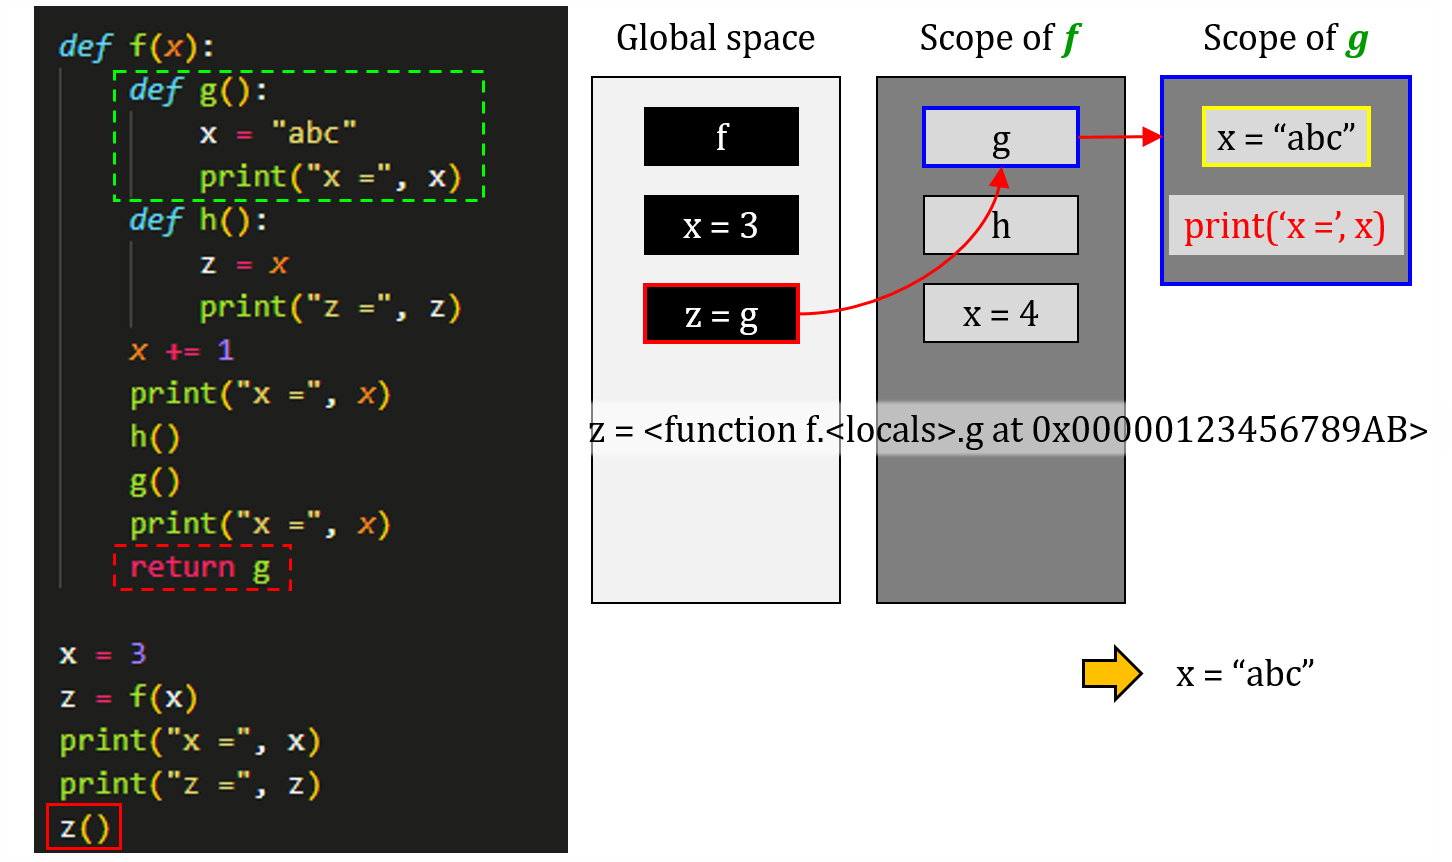 def f(x):
    def g():
        x = "abc"
        print("x =", x)
    def h():
        z = x
        print("z =", z)
    x += 1
    print("x =", x)
    h()
    g()
    print("x =", x)
    return g
x = 3
z = f(x)
print("x =", x)
print("z =", z)
z()
Global space
f
x = 3
z = g
Scope of f
g
h
x = 4
Scope of g
x = “abc”
print(‘x =’, x)
z = <function f.<locals>.g at 0x00000123456789AB>
x = “abc”